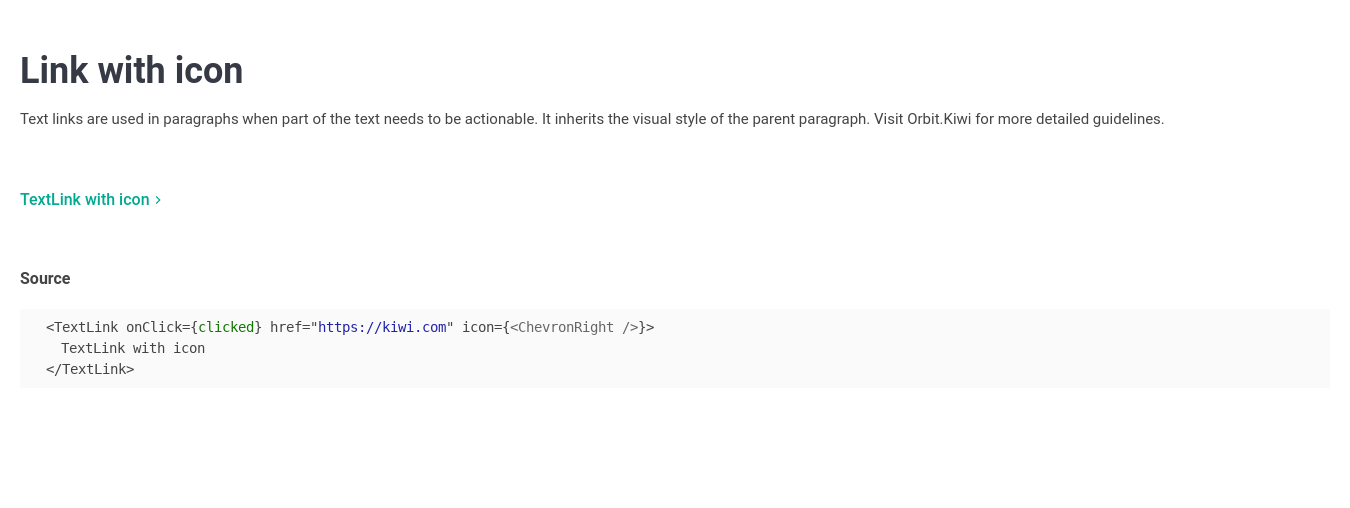 Link with icon
Text links are used in paragraphs when part of the text needs to be actionable. It inherits the visual style of the parent paragraph. Visit Orbit.Kiwi for more detailed guidelines.
TextLink with icon
Source
<TextLink onClick={clicked} href="https://kiwi.com" icon={<ChevronRight />}>
TextLink with icon
</TextLink>